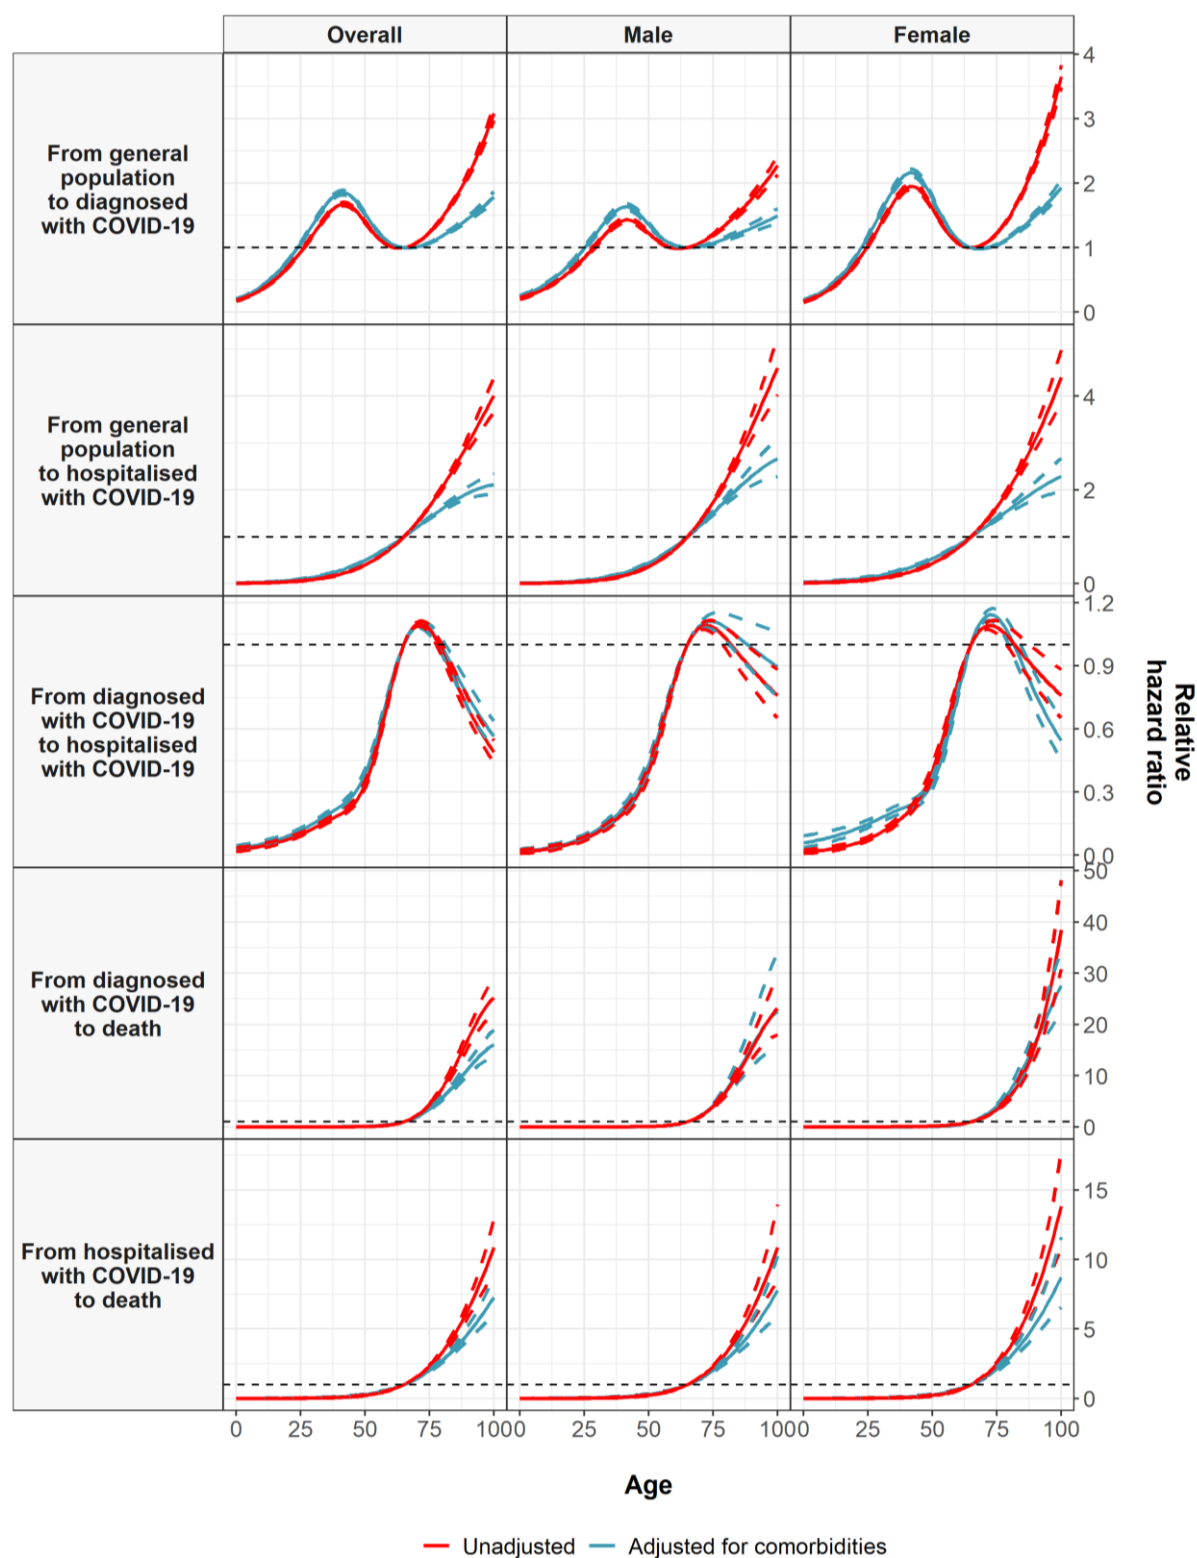 Overall
Male
Female
From general
population
to diagnosed
with COVID-19
4
3
2
1
0
From general
population
to hospitalised
with COVID-19
4
2
0
From diagnosed
with COVID-19
to hospitalised
with COVID-19
1.2
0.9
0.6
0.3
0.0
Relative
hazard ratio
From diagnosed
with COVID-19
to death
50
40
30
20
10
0
From hospitalised
with COVID-19
to death
15
10
5
0
0 25 50 75 100 0 25 50 75 100 0 25 50 75 100
Age
Unadjusted Adjusted for comorbidities